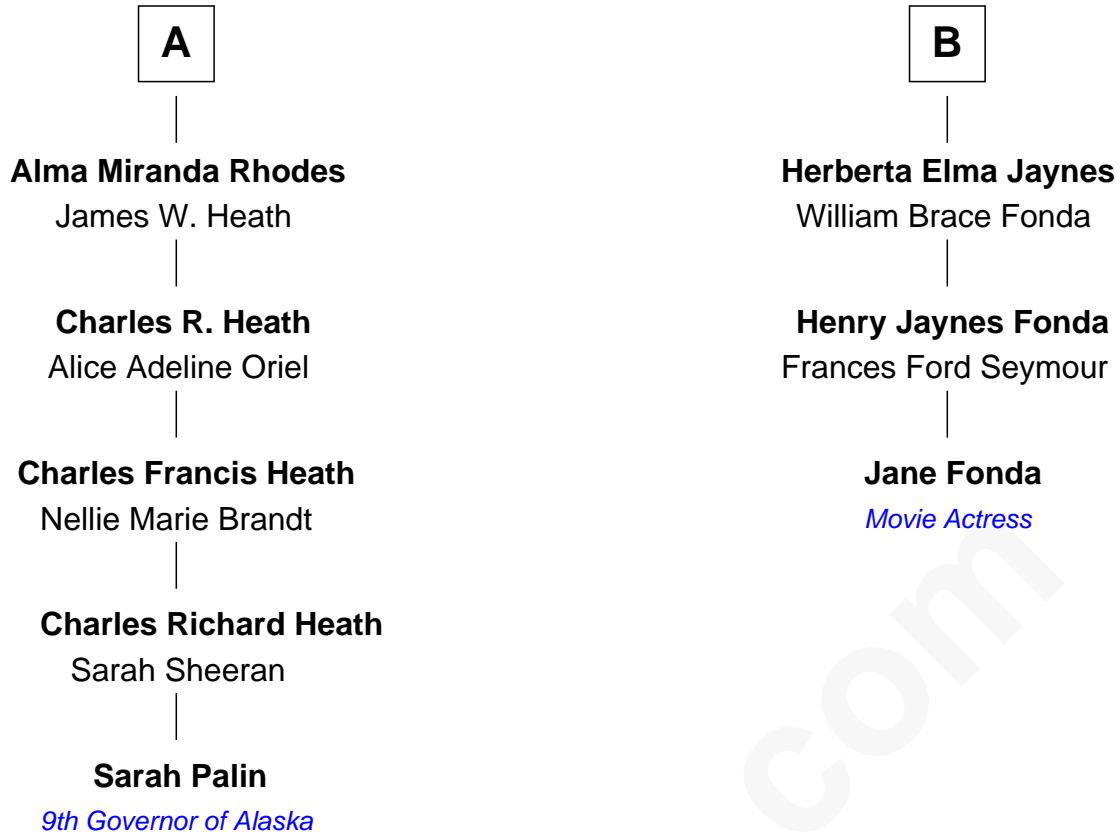 A
Alma Miranda Rhodes
James W. Heath
Charles R. Heath
Alice Adeline Oriel
Charles Francis Heath
Nellie Marie Brandt
Charles Richard Heath
Sarah Sheeran
Sarah Palin
9th Governor of Alaska
B
Herberta Elma Jaynes
William Brace Fonda
Henry Jaynes Fonda
Frances Ford Seymour
Jane Fonda
Movie Actress
com